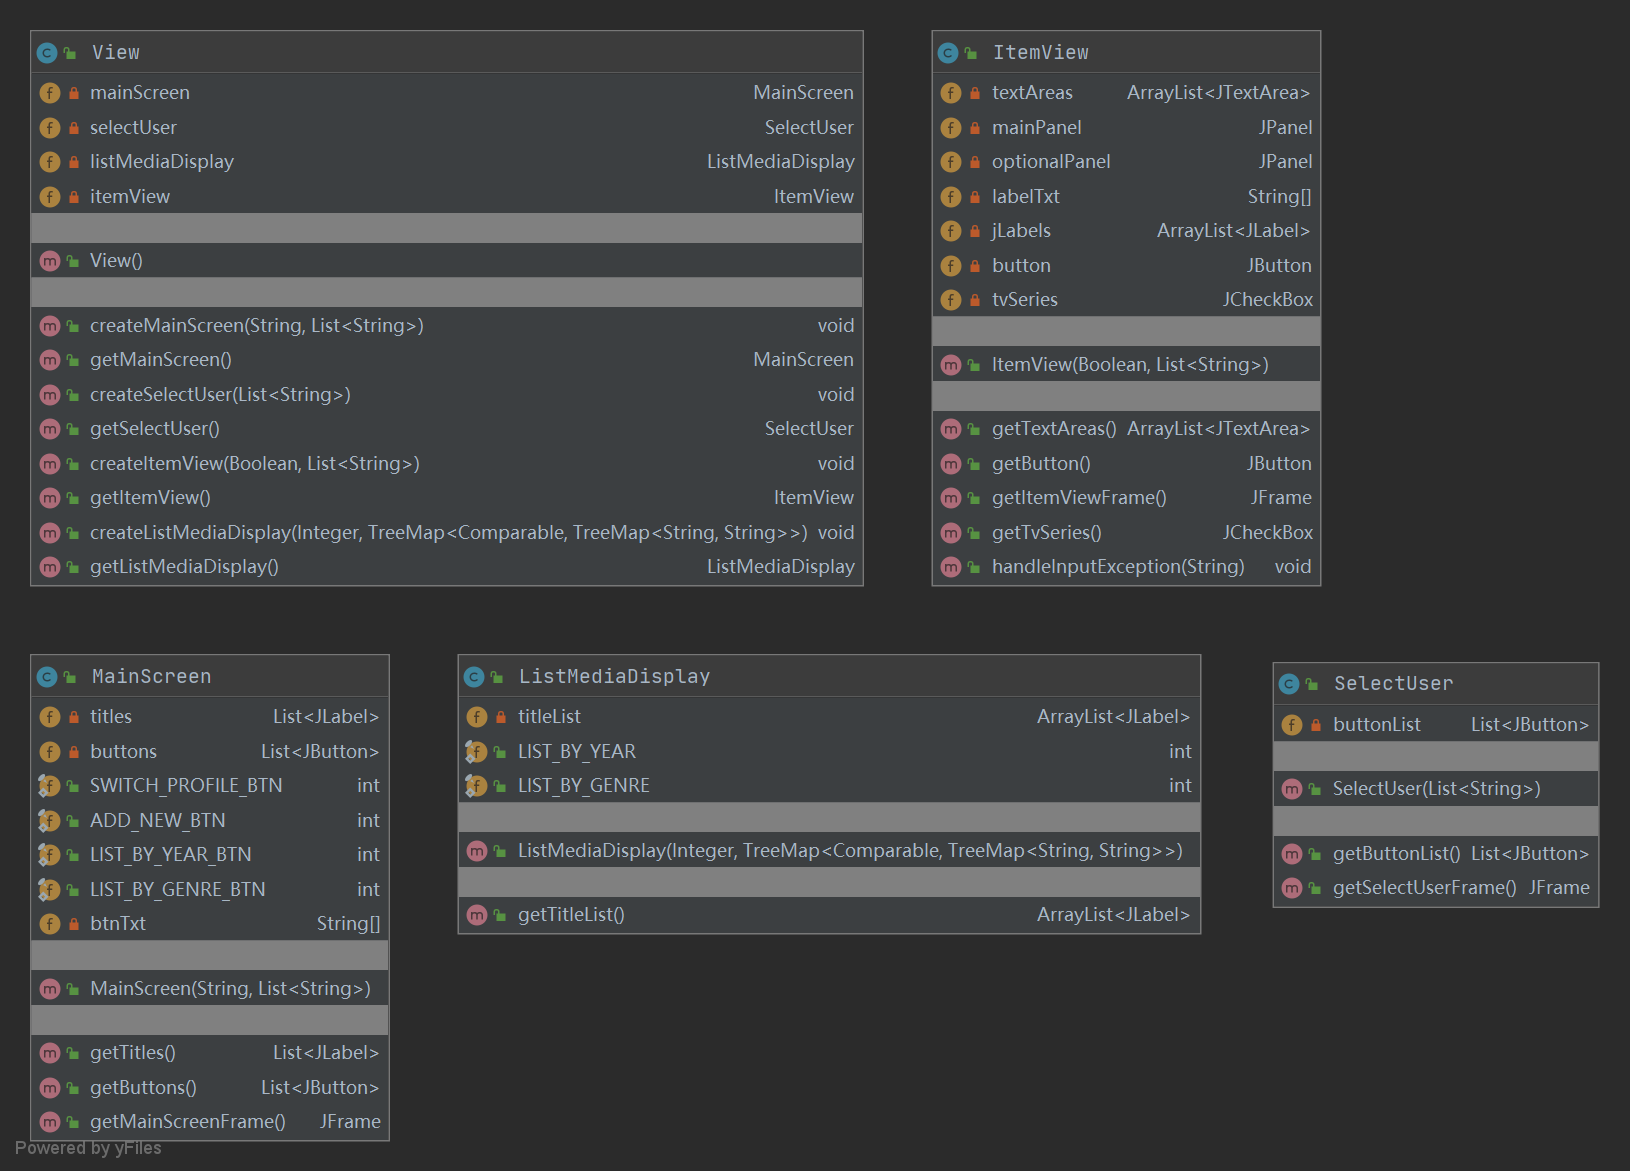 View
mainScreen MainScreen
selectUser SelectUser
listMediaDisplay ListMediaDisplay
itemView ItemView
View()
createMainScreen(String, List<String>) void
getMainScreen() MainScreen
createSelectUser(List<String>) void
getSelectUser() SelectUser
createItemView(Boolean, List<String>) void
getItemView() ItemView
createListMediaDisplay(Integer, TreeMap<Comparable, TreeMap<String, String>>) void
getListMediaDisplay() ListMediaDisplay
ItemView
textAreas ArrayList<JTextArea>
mainPanel JPanel
optionalPanel JPanel
labelTxt String[]
jLabels ArrayList<JLabel>
button JButton
tvSeries JCheckBox
ItemView(Boolean, List<String>)
getTextAreas() ArrayList<JTextArea>
getButton() JButton
getItemViewFrame() JFrame
getTvSeries() JCheckBox
handleInputException(String) void
MainScreen
titles List<JLabel>
buttons List<JButton>
SWITCH_PROFILE_BTN int
ADD_NEW_BTN int
LIST_BY_YEAR_BTN int
LIST_BY_GENRE_BTN int
btnTxt String[]
MainScreen(String, List<String>)
getTitles() List<JLabel>
getButtons() List<JButton>
getMainScreenFrame() JFrame
ListMediaDisplay
titleList ArrayList<JLabel>
LIST_BY_YEAR int
LIST_BY_GENRE int
ListMediaDisplay(Integer, TreeMap<Comparable, TreeMap<String, String>>)
getTitleList() ArrayList<JLabel>
SelectUser
buttonList List<JButton>
SelectUser(List<String>)
getButtonList() List<JButton>
getSelectUserFrame() JFrame
Powered by yFiles